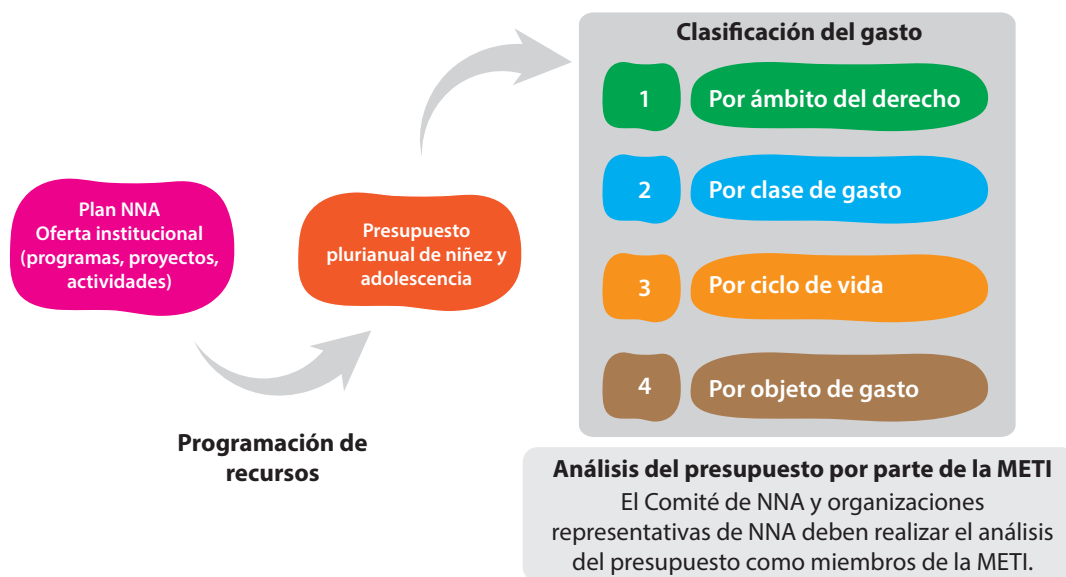 Plan NNA
Oferta institucional
(programas, proyectos,
actividades)
Programación de
recursos
Presupuesto
plurianual de niñez y
adolescencia
Clasificación del gasto
1 Por ámbito del derecho
2 Por clase de gasto
3 Por ciclo de vida
4 Por objeto de gasto
Análisis del presupuesto por parte de la METI
El Comité de NNA y organizaciones
representativas de NNA deben realizar el análisis
del presupuesto como miembros de la METI.